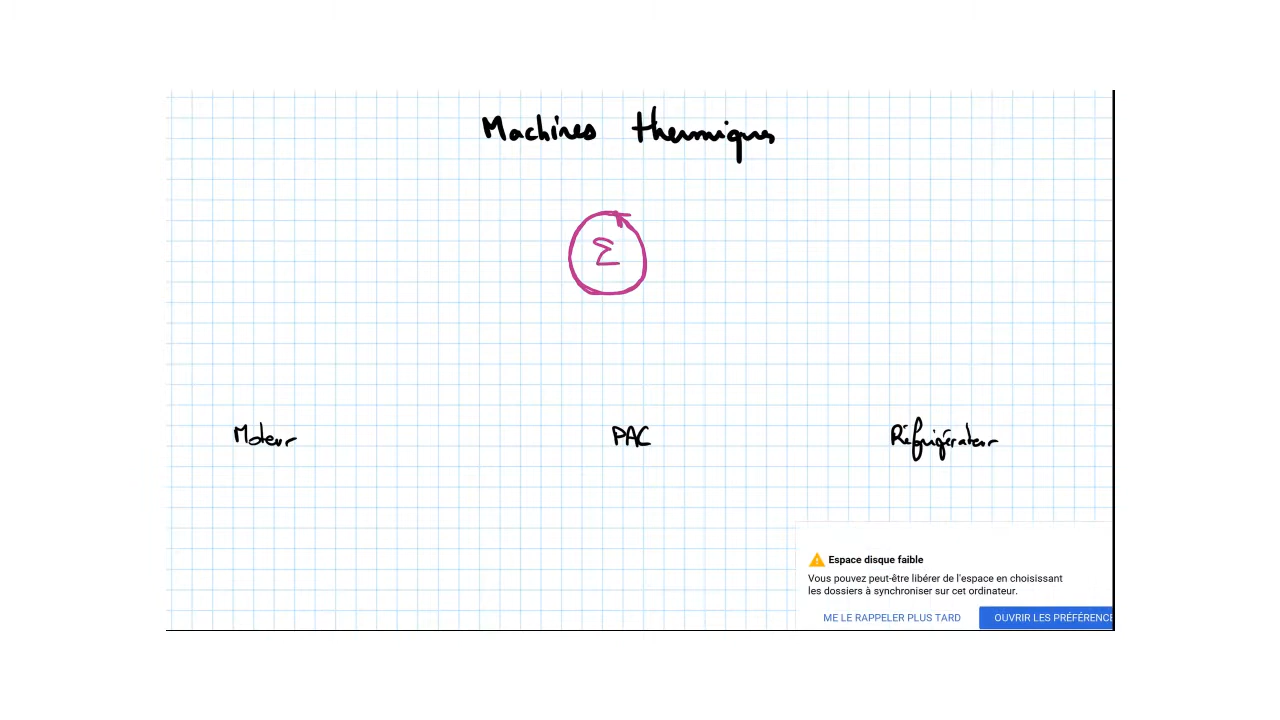 Machines thermiques
Σ
Moteur PAC Réfrigérateur
Espace disque faible
Vous pouvez peut-être libérer de l'espace en choisissant
les dossiers à synchroniser sur cet ordinateur.
ME LE RAPPELER PLUS TARD OUVRIR LES PRÉFÉRENCE